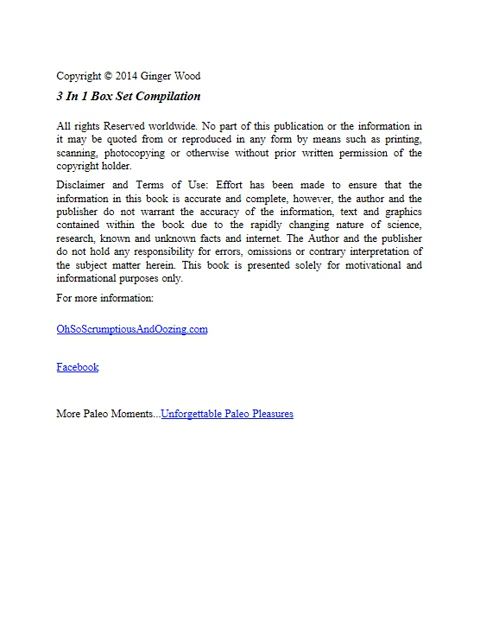 Copyright © 2014 Ginger Wood
3 In 1 Box Set Compilation
All rights Reserved worldwide. No part of this publication or the information in
it may be quoted from or reproduced in any form by means such as printing,
scanning, photocopying or otherwise without prior written permission of the
copyright holder.
Disclaimer and Terms of Use: Effort has been made to ensure that the
information in this book is accurate and complete, however, the author and the
publisher do not warrant the accuracy of the information, text and graphics
contained within the book due to the rapidly changing nature of science,
research, known and unknown facts and internet. The Author and the publisher
do not hold any responsibility for errors, omissions or contrary interpretation of
the subject matter herein. This book is presented solely for motivational and
informational purposes only.
For more information:
OhSoScrumptiousAndOozing.com
Facebook
More Paleo Moments...Unforgettable Paleo Pleasures